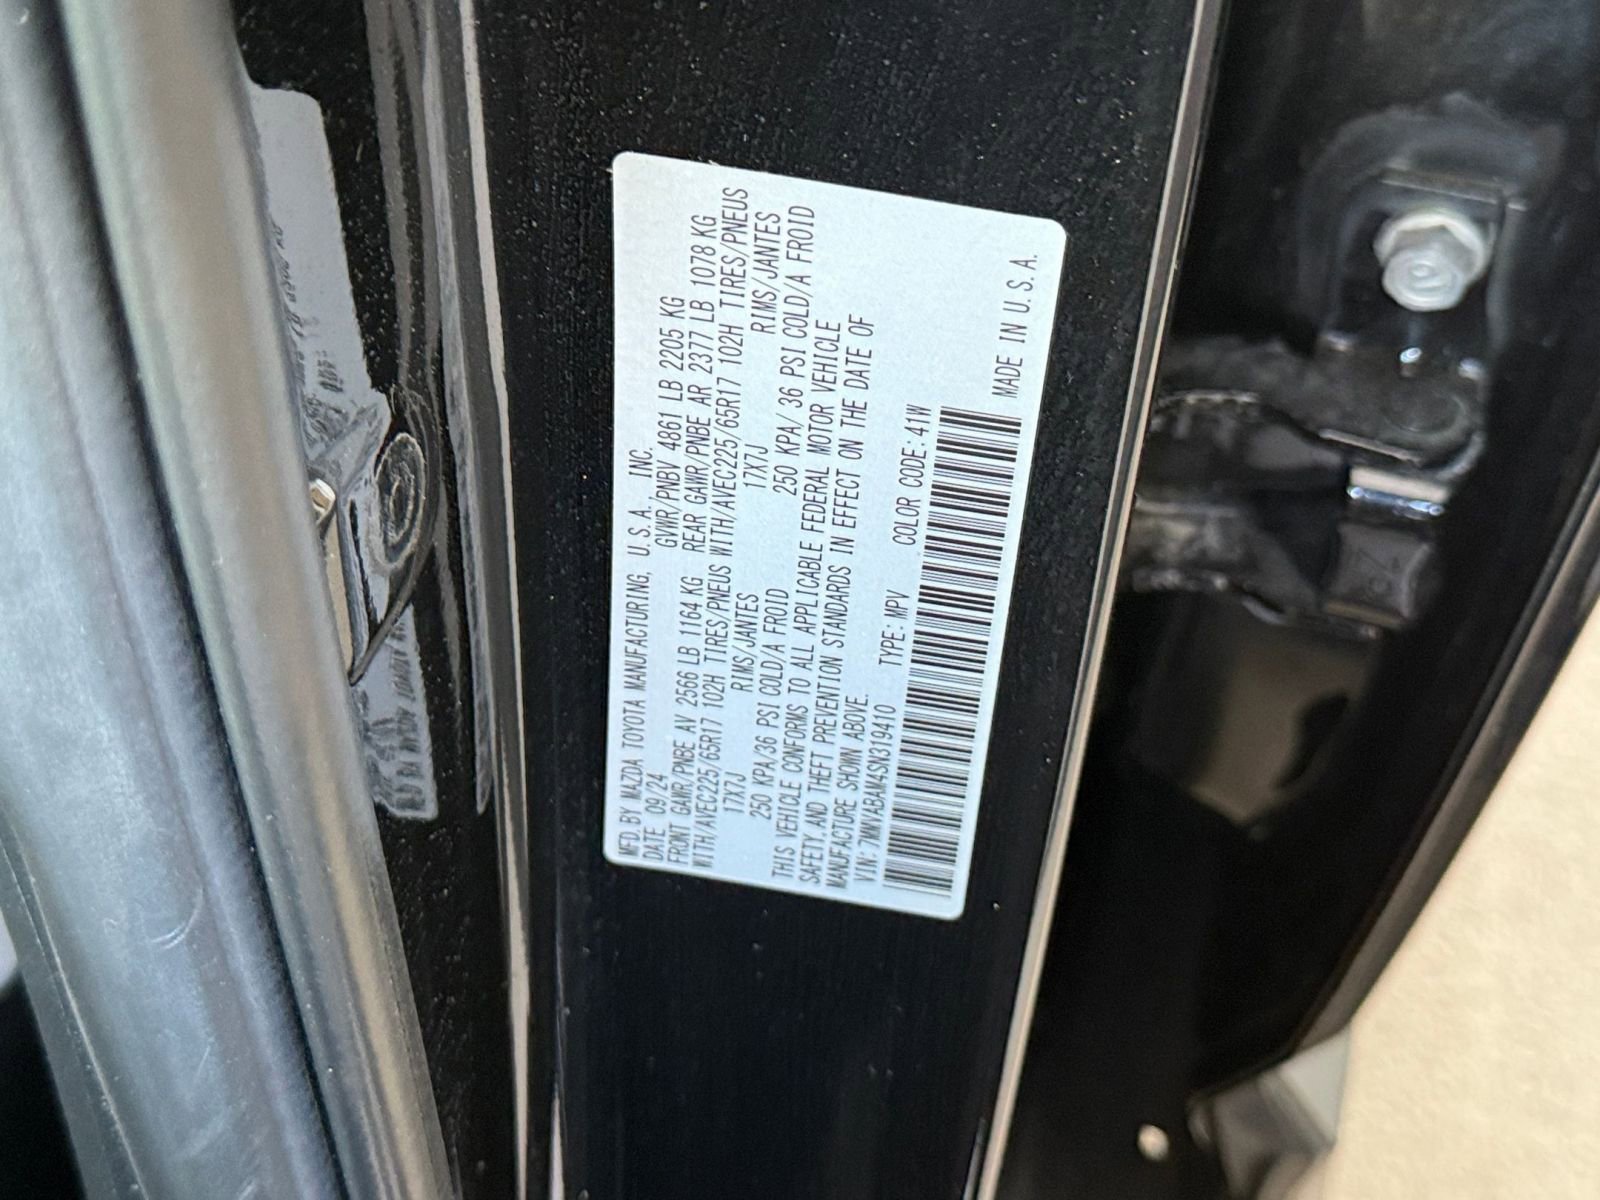 MFD. BY MAZDA TOYOTA MANUFACTURING, U.S.A. INC.
DATE 09/24 GVWR/PNBV 4861 LB 2205 KG
FRONT GAWR/PNBE AV 2566 LB 1164 KG REAR GAWR/PNBE AR 2377 LB 1078 KG
WITH/AVEC225/65R17 102H TIRES/PNEUS WITH/AVEC225/65R17 102H TIRES/PNEUS
17X7J RIMS/JANTES 17X7J RIMS/JANTES
250 KPA/36 PSI COLD/A FROID 250 KPA/ 36 PSI COLD/A FROID
THIS VEHICLE CONFORMS TO ALL APPLICABLE FEDERAL MOTOR VEHICLE
SAFETY AND THEFT PREVENTION STANDARDS IN EFFECT ON THE DATE OF
MANUFACTURE SHOWN ABOVE.
VIN: 7MMVABAM4SN319410 TYPE: MPV COLOR CODE: 41W
MADE IN U.S.A.